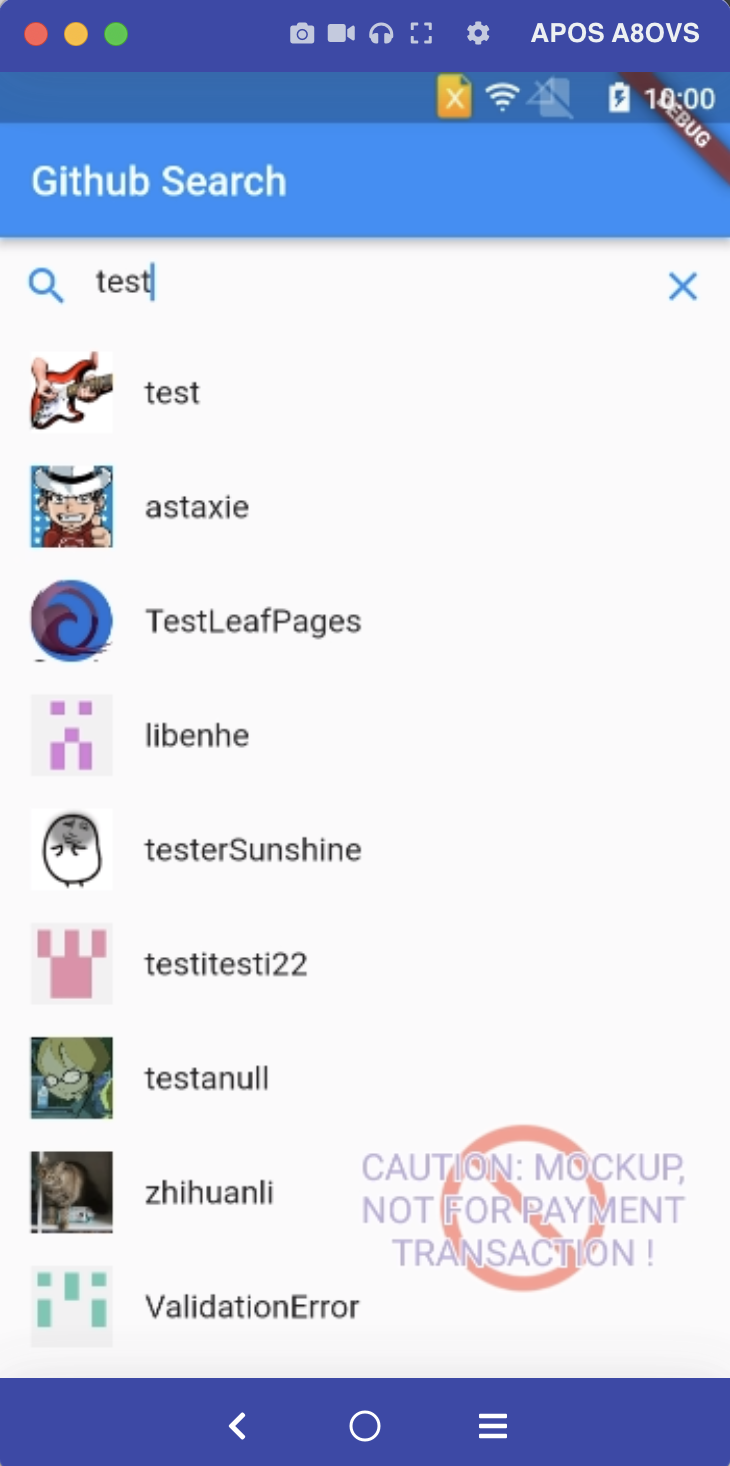 APOS A8OVS
10:00
DEBUG
Github Search
test
test
astaxie
TestLeafPages
libenhe
testerSunshine
testitesti22
testanull
zhihuanli
CAUTION: MOCKUP,
NOT FOR PAYMENT
TRANSACTION !
ValidationError